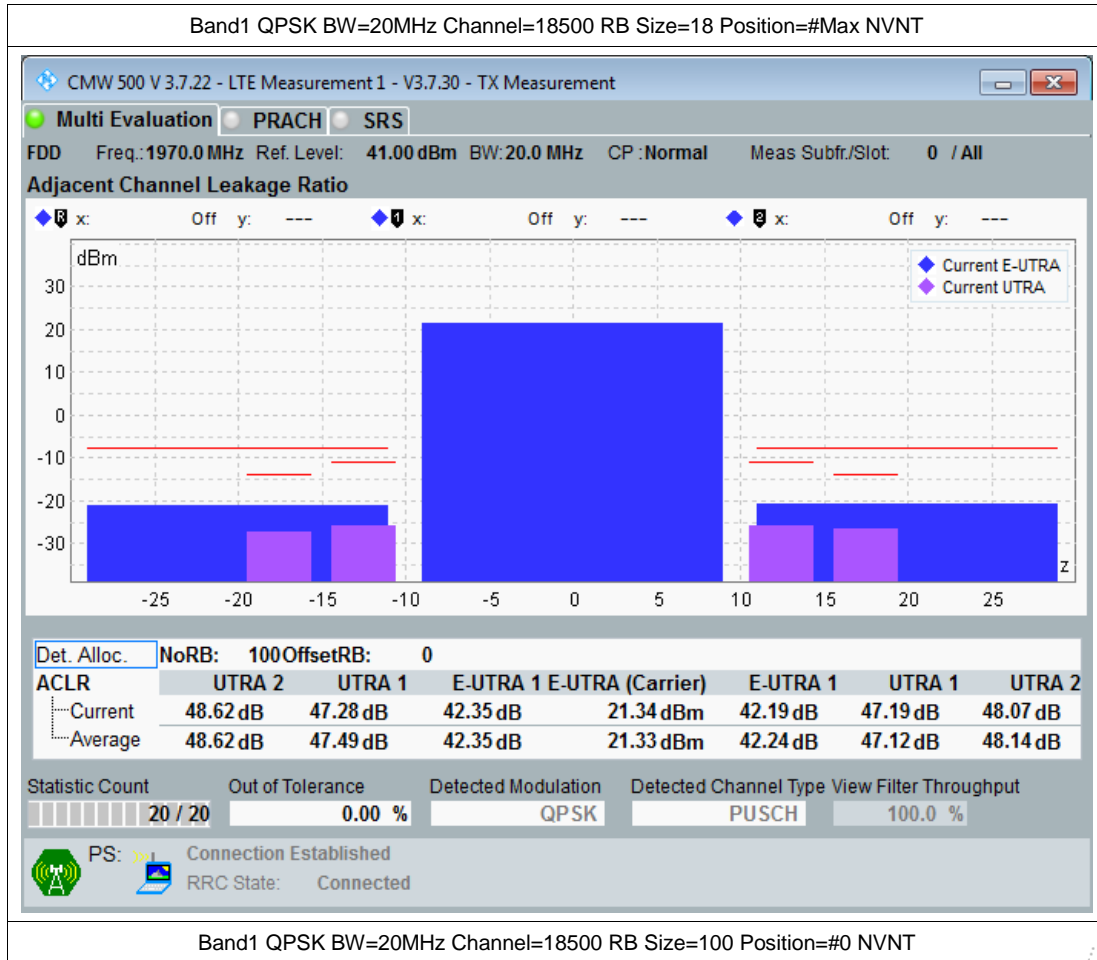 Band1 QPSK BW=20MHz Channel=18500 RB Size=18 Position=#Max NVNT
CMW 500 V 3.7.22 - LTE Measurement 1 - V3.7.30 - TX Measurement
Multi Evaluation PRACH SRS
FDD Freq.:1970.0 MHz Ref. Level: 41.00 dBm BW:20.0 MHz CP :Normal Meas Subfr./Slot: 0 / All
Adjacent Channel Leakage Ratio
R x: Off y: --- 1 x: Off y: --- 2 x: Off y: ---
dBm
Current E-UTRA
Current UTRA
30
20
10
0
-10
-20
-30
z
-25 -20 -15 -10 -5 0 5 10 15 20 25
Det. Alloc. NoRB: 100 OffsetRB: 0
ACLR UTRA 2 UTRA 1 E-UTRA 1 E-UTRA (Carrier) E-UTRA 1 UTRA 1 UTRA 2
Current 48.62 dB 47.28 dB 42.35 dB 21.34 dBm 42.19 dB 47.19 dB 48.07 dB
Average 48.62 dB 47.49 dB 42.35 dB 21.33 dBm 42.24 dB 47.12 dB 48.14 dB
Statistic Count Out of Tolerance Detected Modulation Detected Channel Type View Filter Throughput
20 / 20 0.00 % QPSK PUSCH 100.0 %
PS: Connection Established
RRC State: Connected
Band1 QPSK BW=20MHz Channel=18500 RB Size=100 Position=#0 NVNT